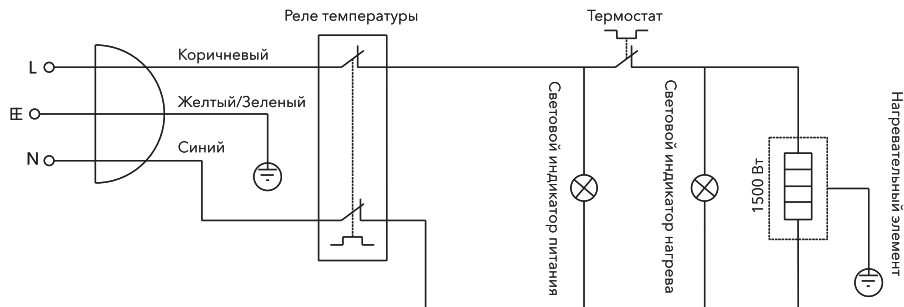 Реле температуры
Термостат
L
Коричневый
Желтый/Зеленый
N
Синий
Световой индикатор питания
Световой индикатор нагрева
1500 Вт
Нагревательный элемент